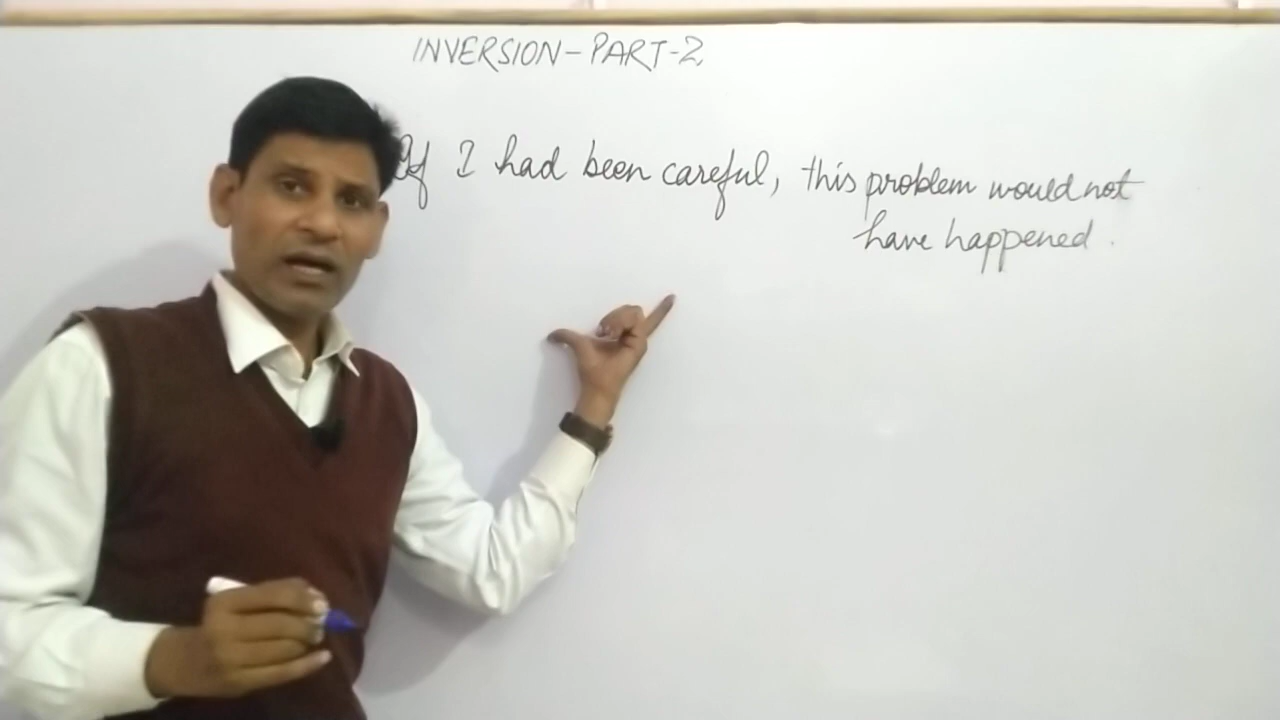 INVERSION-PART-2
If I had been careful, this problem would not
have happened.